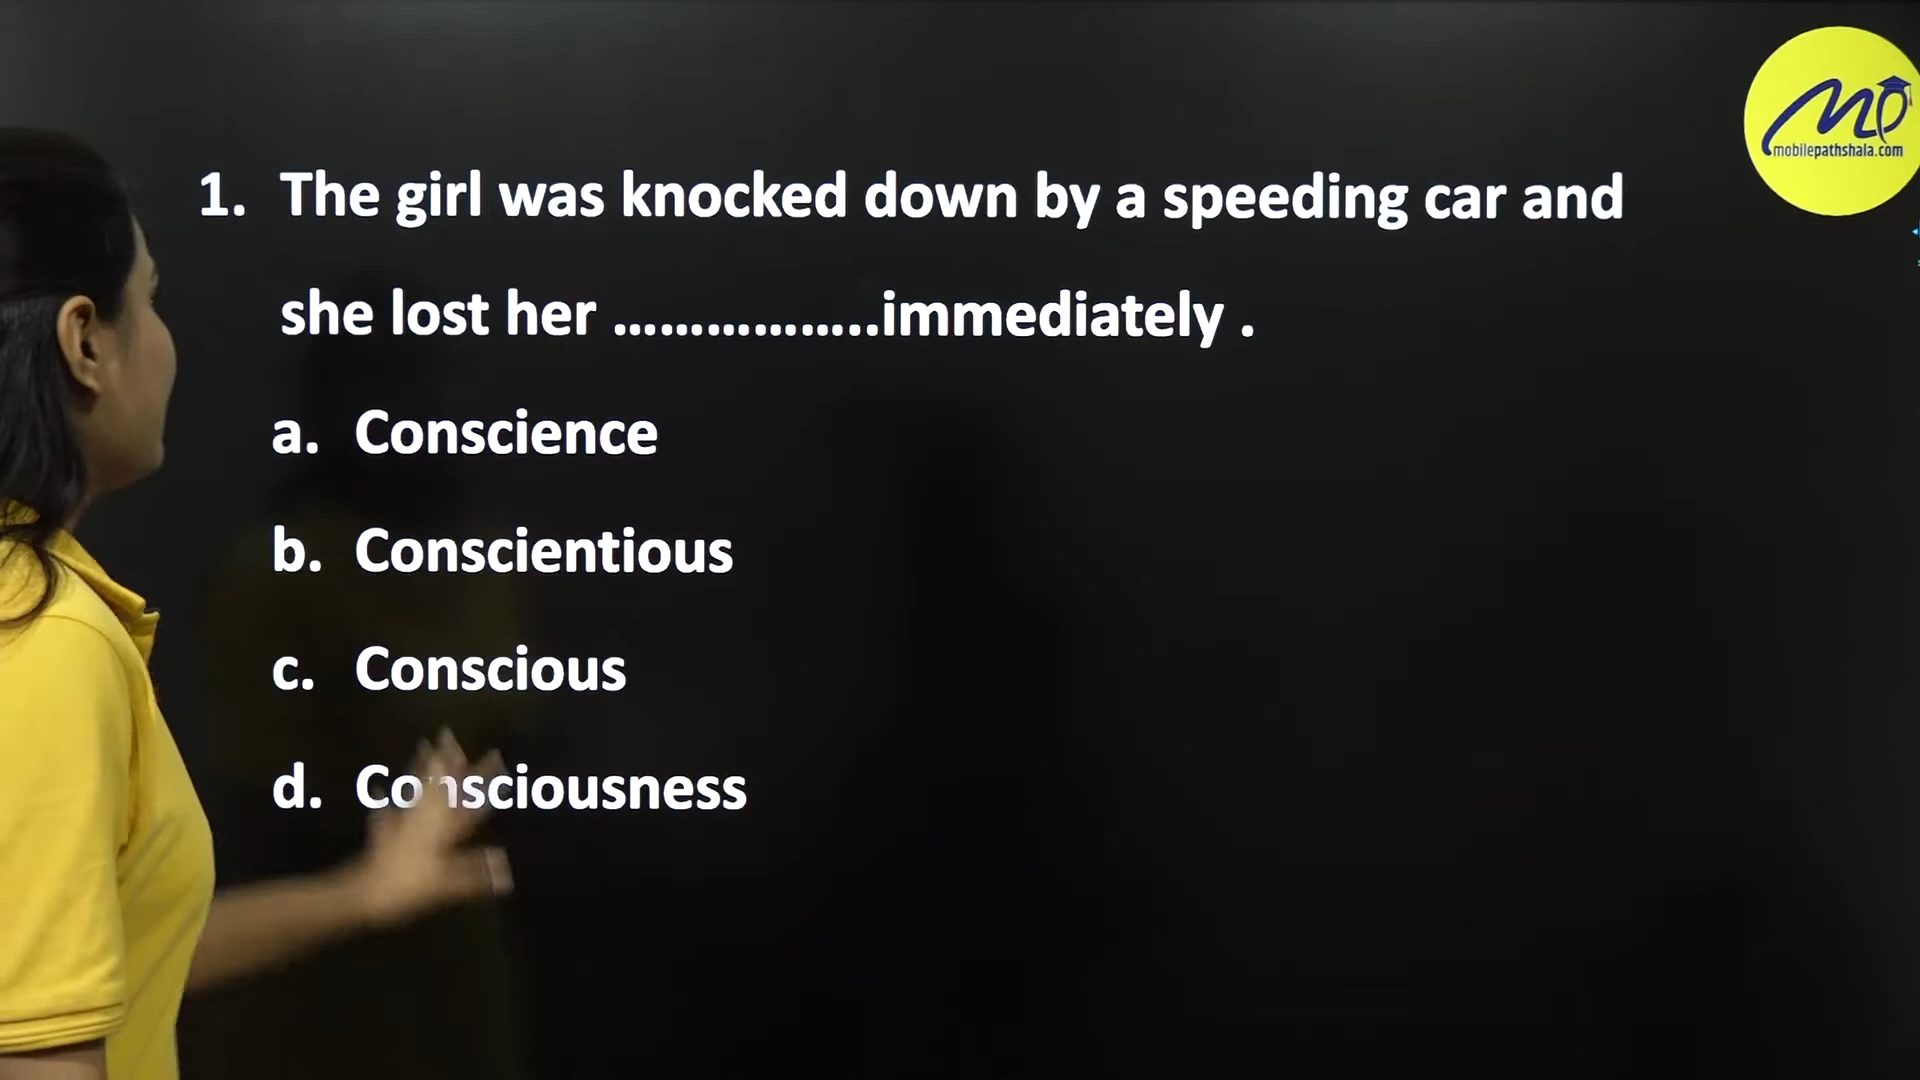 mobilepathshala.com
1. The girl was knocked down by a speeding car and
she lost her ……………..immediately .
a. Conscience
b. Conscientious
c. Conscious
d. Consciousness